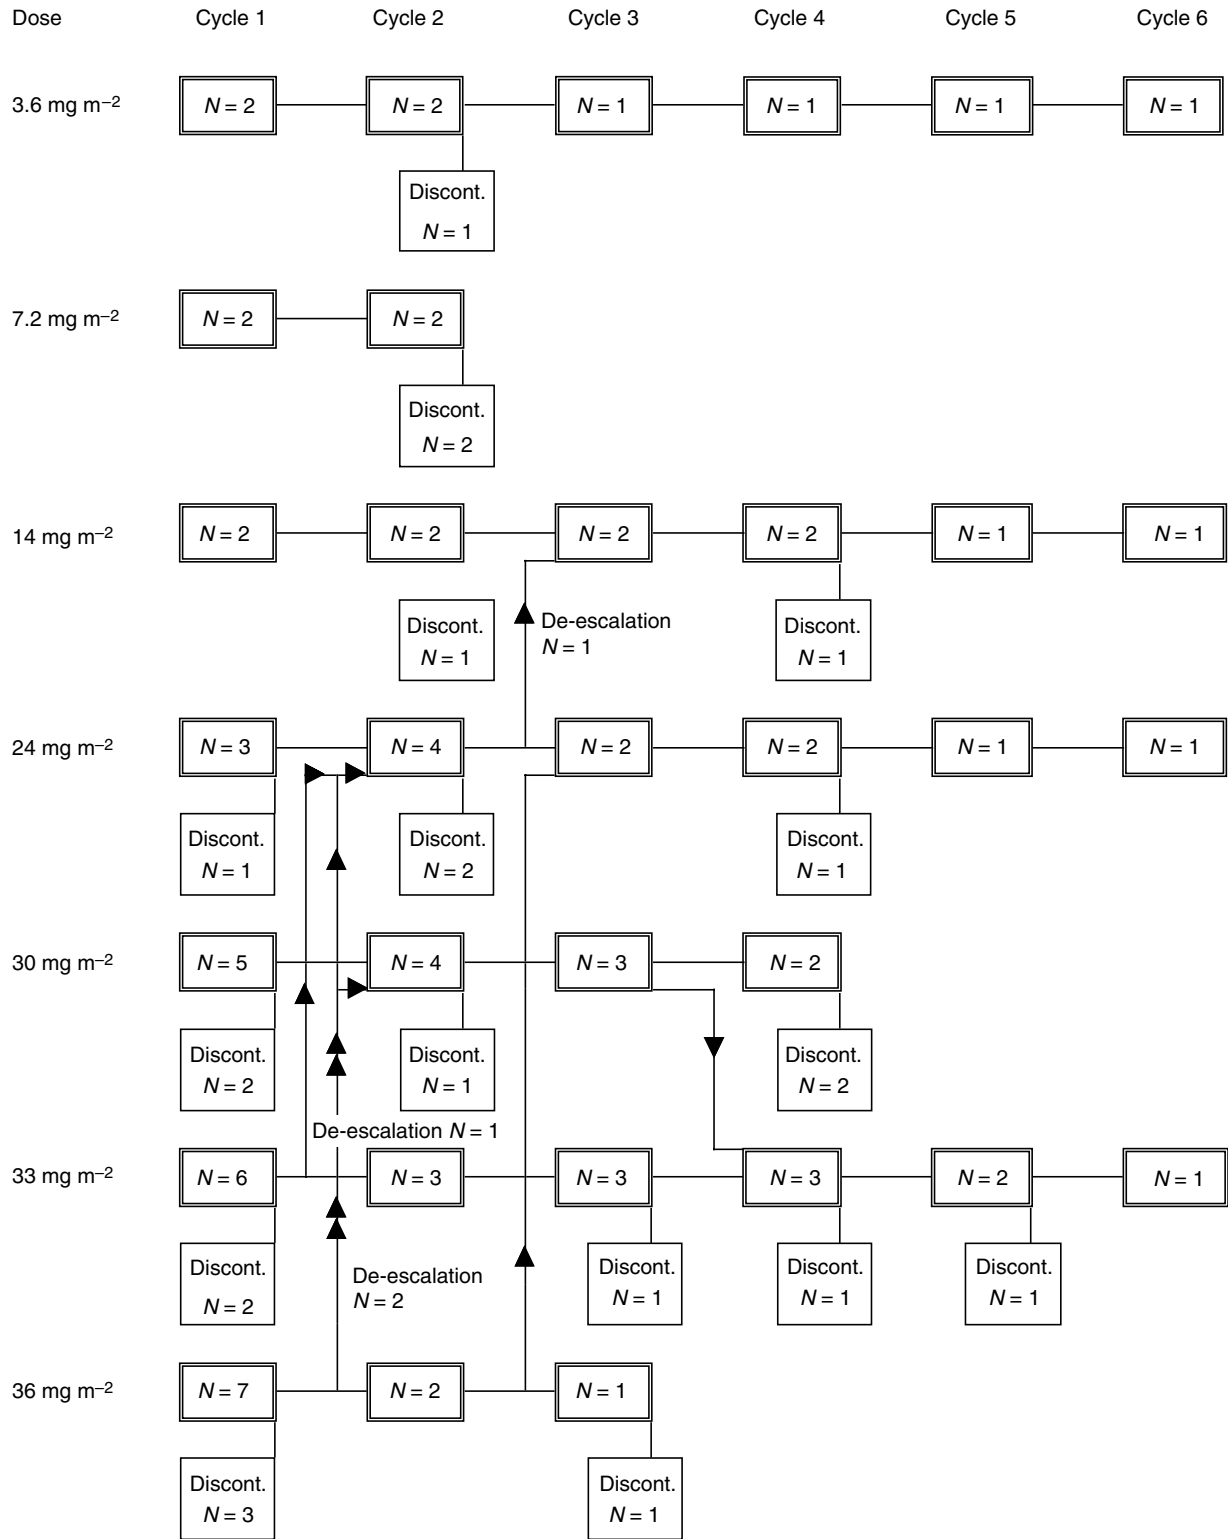 Dose Cycle 1 Cycle 2 Cycle 3 Cycle 4 Cycle 5 Cycle 6
3.6 mg m–2 N = 2 N = 2 N = 1 N = 1 N = 1 N = 1
Discont.
N = 1
7.2 mg m–2 N = 2 N = 2
Discont.
N = 2
14 mg m–2 N = 2 N = 2 N = 2 N = 2 N = 1 N = 1
Discont.
N = 1
De-escalation
N = 1
Discont.
N = 1
24 mg m–2 N = 3 N = 4 N = 2 N = 2 N = 1 N = 1
Discont.
N = 1
Discont.
N = 2
Discont.
N = 1
30 mg m–2 N = 5 N = 4 N = 3 N = 2
Discont.
N = 2
Discont.
N = 1
Discont.
N = 2
De-escalation N = 1
33 mg m–2 N = 6 N = 3 N = 3 N = 3 N = 2 N = 1
Discont.
N = 2
De-escalation
N = 2
Discont.
N = 1
Discont.
N = 1
Discont.
N = 1
36 mg m–2 N = 7 N = 2 N = 1
Discont.
N = 3
Discont.
N = 1